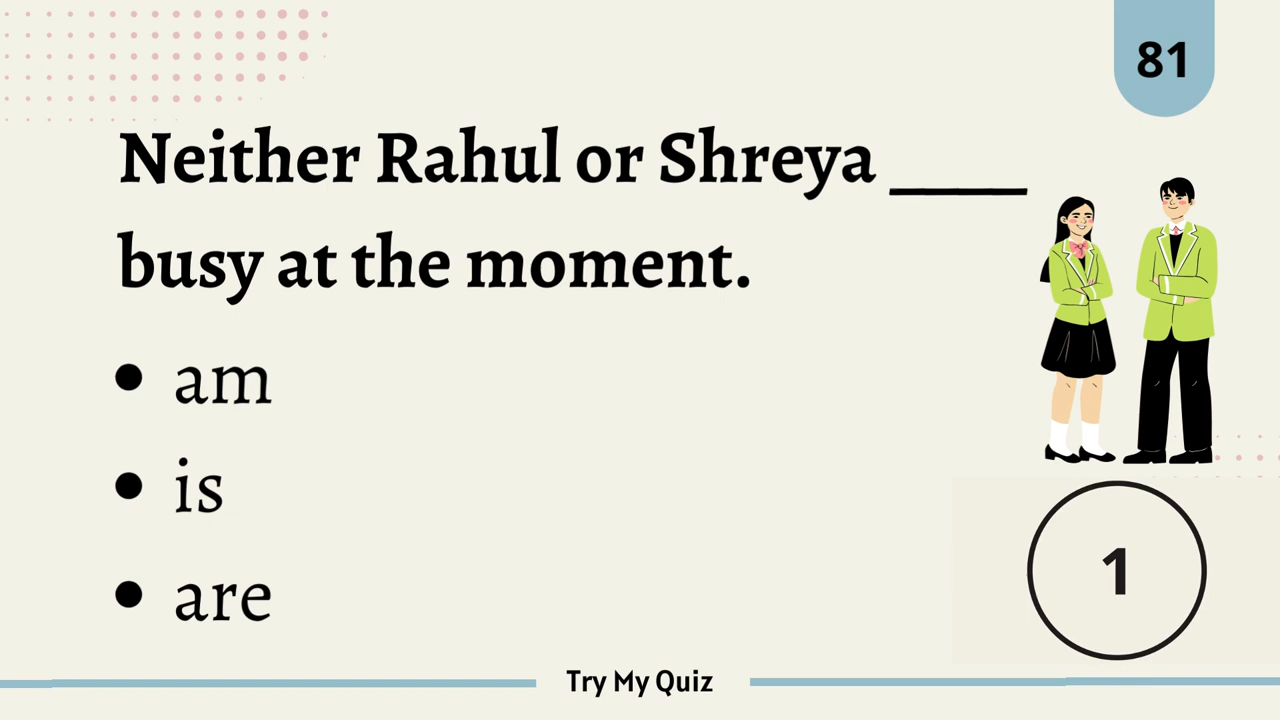 81
Neither Rahul or Shreya ____
busy at the moment.
• am
• is
• are
1
Try My Quiz